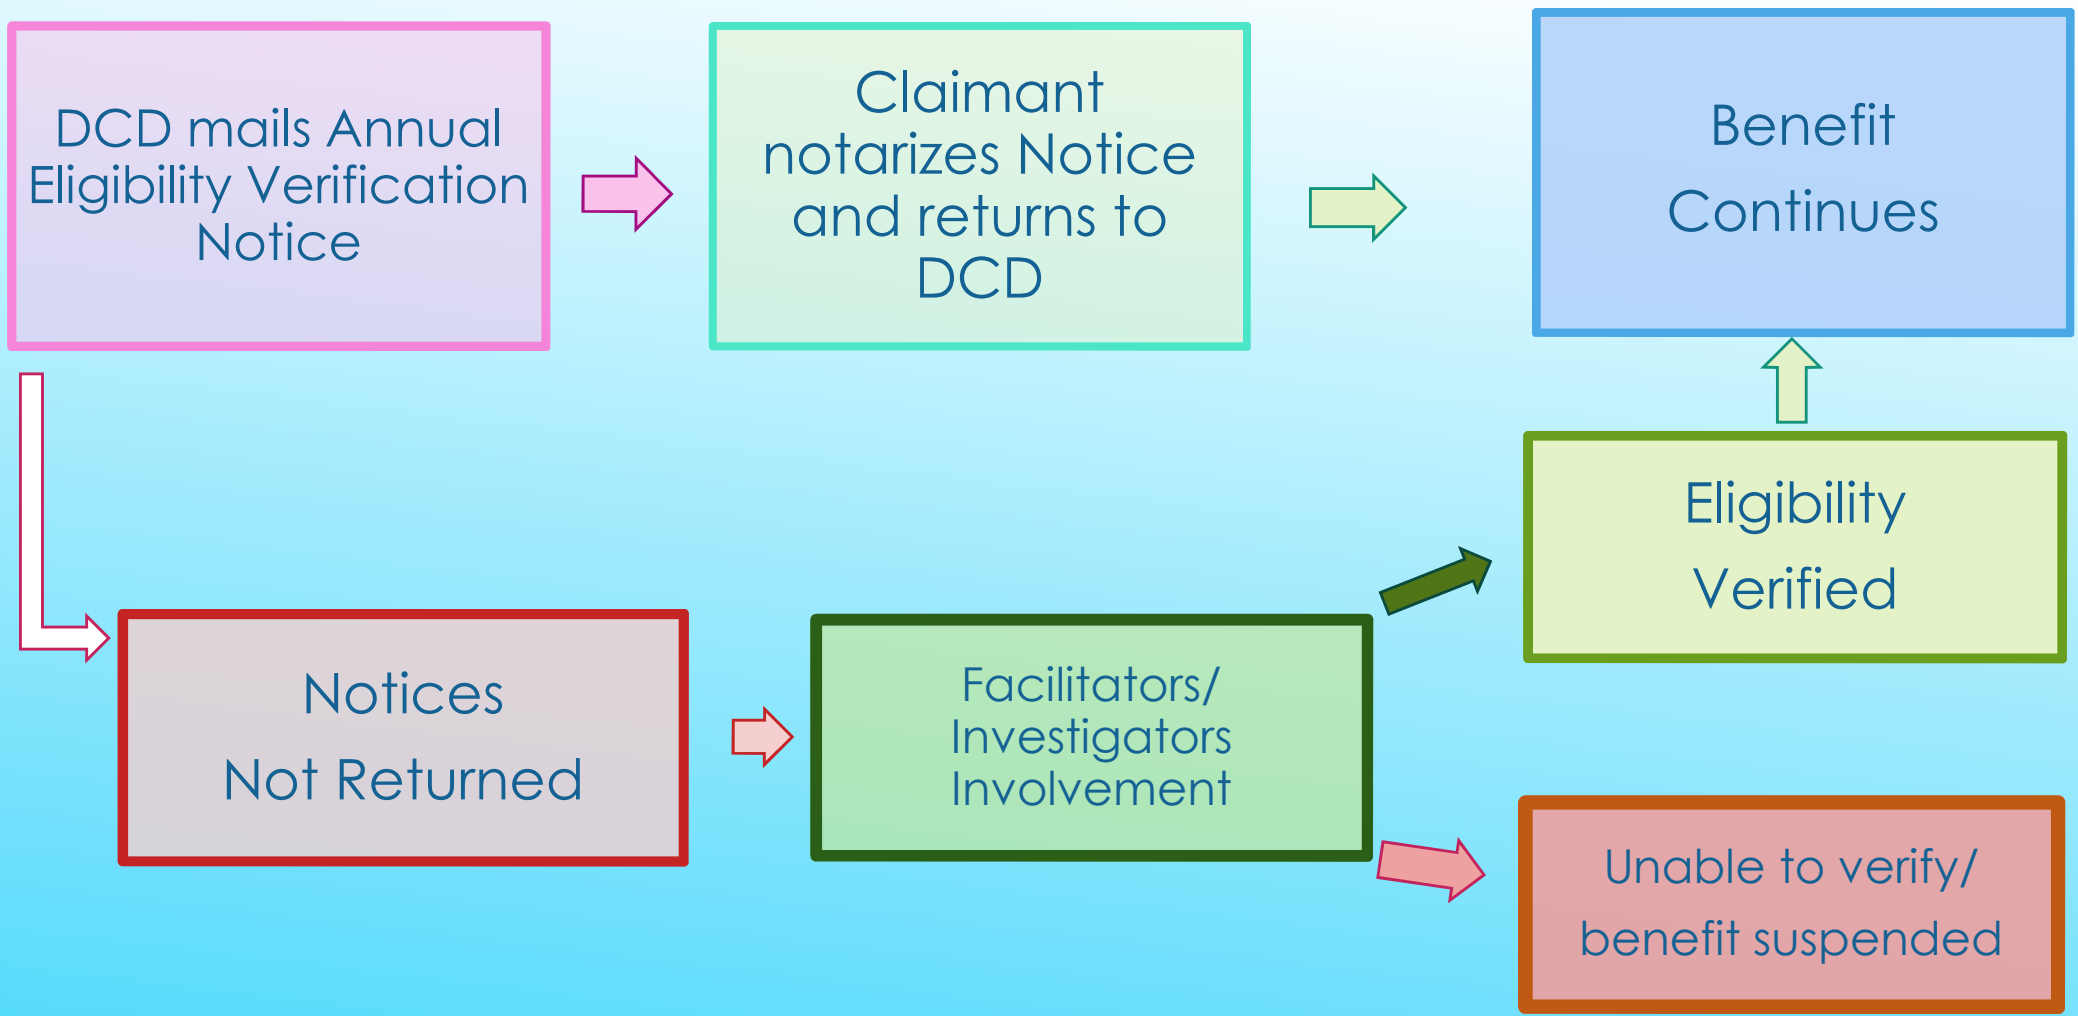 DCD mails Annual
Eligibility Verification
Notice
Claimant
notarizes Notice
and returns to
DCD
Benefit
Continues
Eligibility
Verified
Notices
Not Returned
Facilitators/
Investigators
Involvement
Unable to verify/
benefit suspended